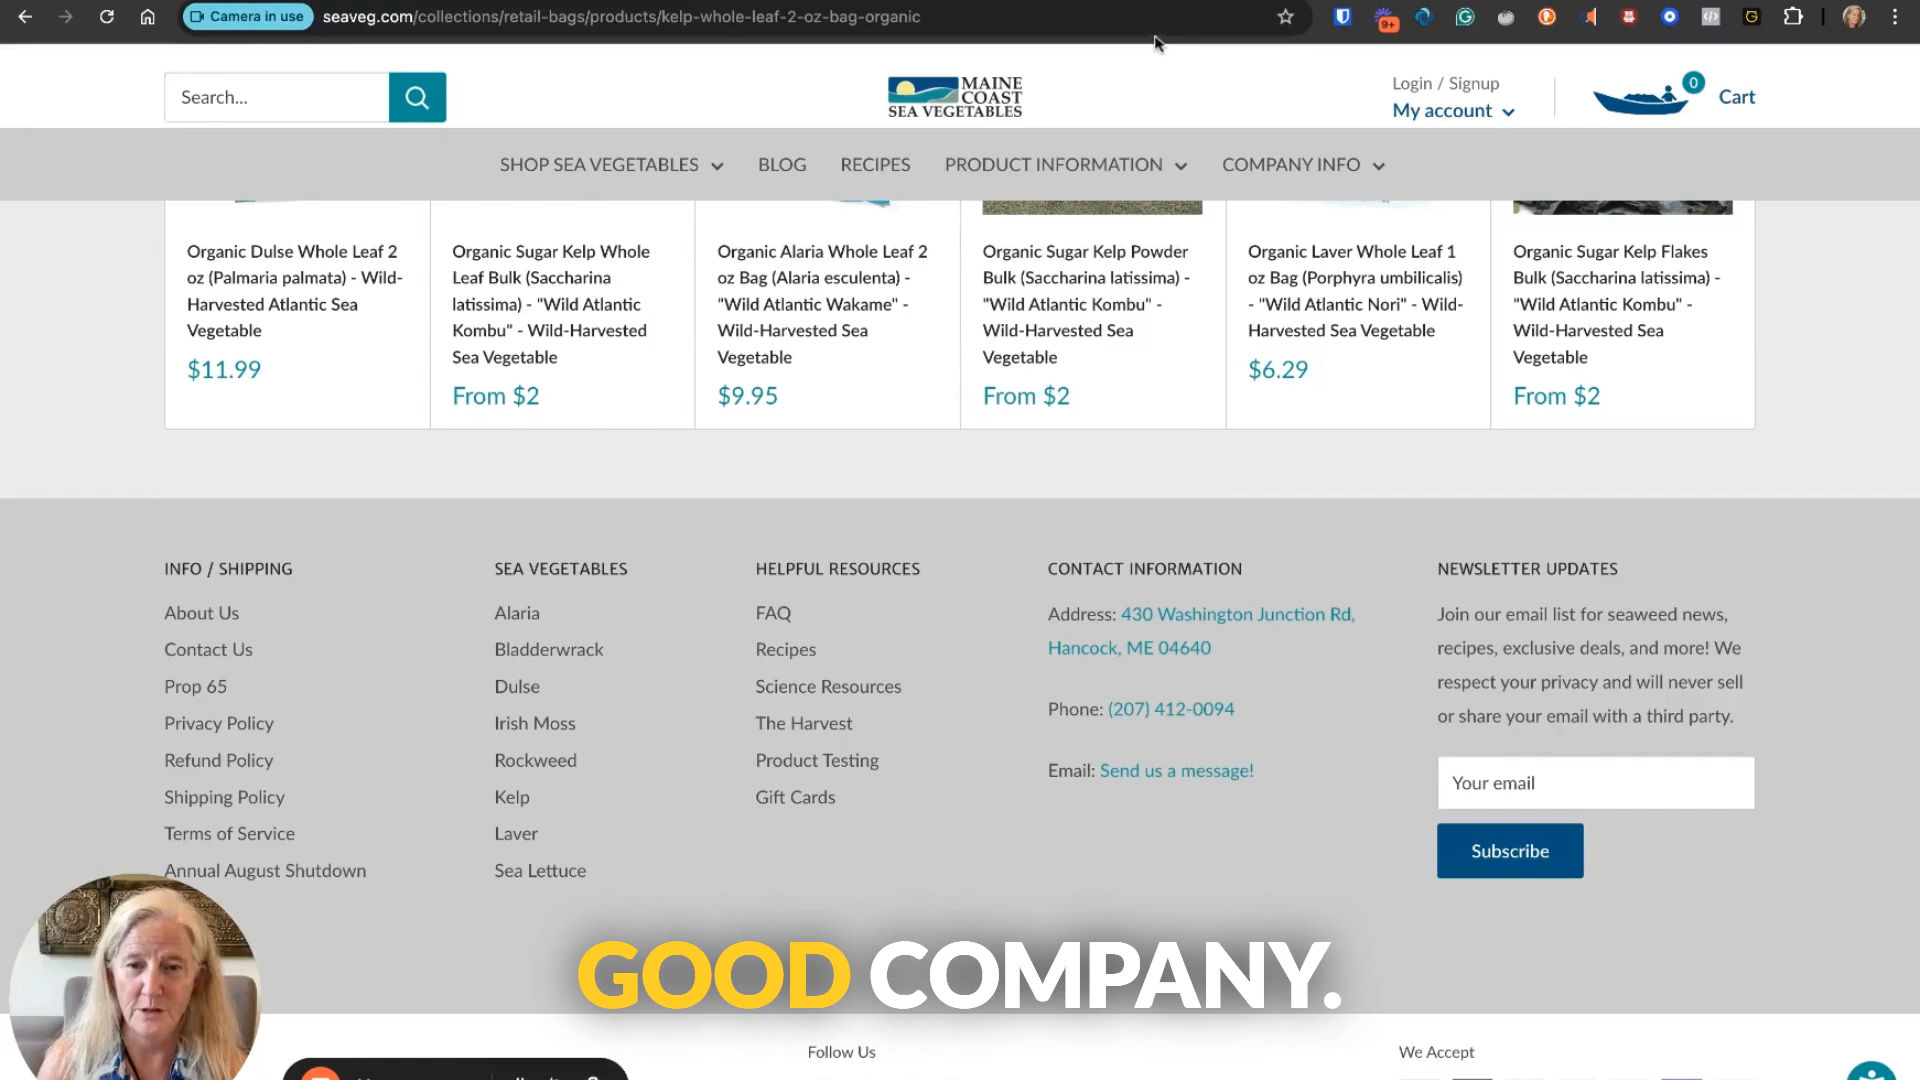 Camera in use
seaveg.com/collections/retail-bags/products/kelp-whole-leaf-2-oz-bag-organic
9+
Search...
MAINE
COAST
SEA VEGETABLES
Login / Signup
My account
0
Cart
SHOP SEA VEGETABLES
BLOG
RECIPES
PRODUCT INFORMATION
COMPANY INFO
Organic Dulse Whole Leaf 2
oz (Palmaria palmata) - Wild-
Harvested Atlantic Sea
Vegetable
$11.99
Organic Sugar Kelp Whole
Leaf Bulk (Saccharina
latissima) - "Wild Atlantic
Kombu" - Wild-Harvested
Sea Vegetable
From $2
Organic Alaria Whole Leaf 2
oz Bag (Alaria esculenta) -
"Wild Atlantic Wakame" -
Wild-Harvested Sea
Vegetable
$9.95
Organic Sugar Kelp Powder
Bulk (Saccharina latissima) -
"Wild Atlantic Kombu" -
Wild-Harvested Sea
Vegetable
From $2
Organic Laver Whole Leaf 1
oz Bag (Porphyra umbilicalis)
- "Wild Atlantic Nori" - Wild-
Harvested Sea Vegetable
$6.29
Organic Sugar Kelp Flakes
Bulk (Saccharina latissima) -
"Wild Atlantic Kombu" -
Wild-Harvested Sea
Vegetable
From $2
INFO / SHIPPING
About Us
Contact Us
Prop 65
Privacy Policy
Refund Policy
Shipping Policy
Terms of Service
Annual August Shutdown
SEA VEGETABLES
Alaria
Bladderwrack
Dulse
Irish Moss
Rockweed
Kelp
Laver
Sea Lettuce
HELPFUL RESOURCES
FAQ
Recipes
Science Resources
The Harvest
Product Testing
Gift Cards
CONTACT INFORMATION
Address: 430 Washington Junction Rd,
Hancock, ME 04640
Phone: (207) 412-0094
Email: Send us a message!
NEWSLETTER UPDATES
Join our email list for seaweed news,
recipes, exclusive deals, and more! We
respect your privacy and will never sell
or share your email with a third party.
Your email
Subscribe
GOOD COMPANY.
Follow Us
We Accept